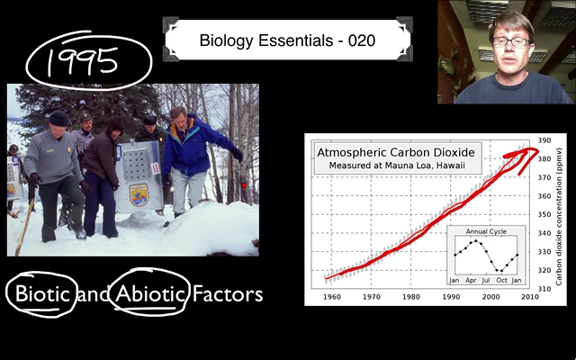 1995
Biology Essentials - 020
Atmospheric Carbon Dioxide
Measured at Mauna Loa, Hawaii
390
380
370
360
350
340
330
320
310
Carbon dioxide concentration (ppmv)
Annual Cycle
Jan Apr Jul Oct Jan
1960 1970 1980 1990 2000 2010
Biotic and Abiotic Factors